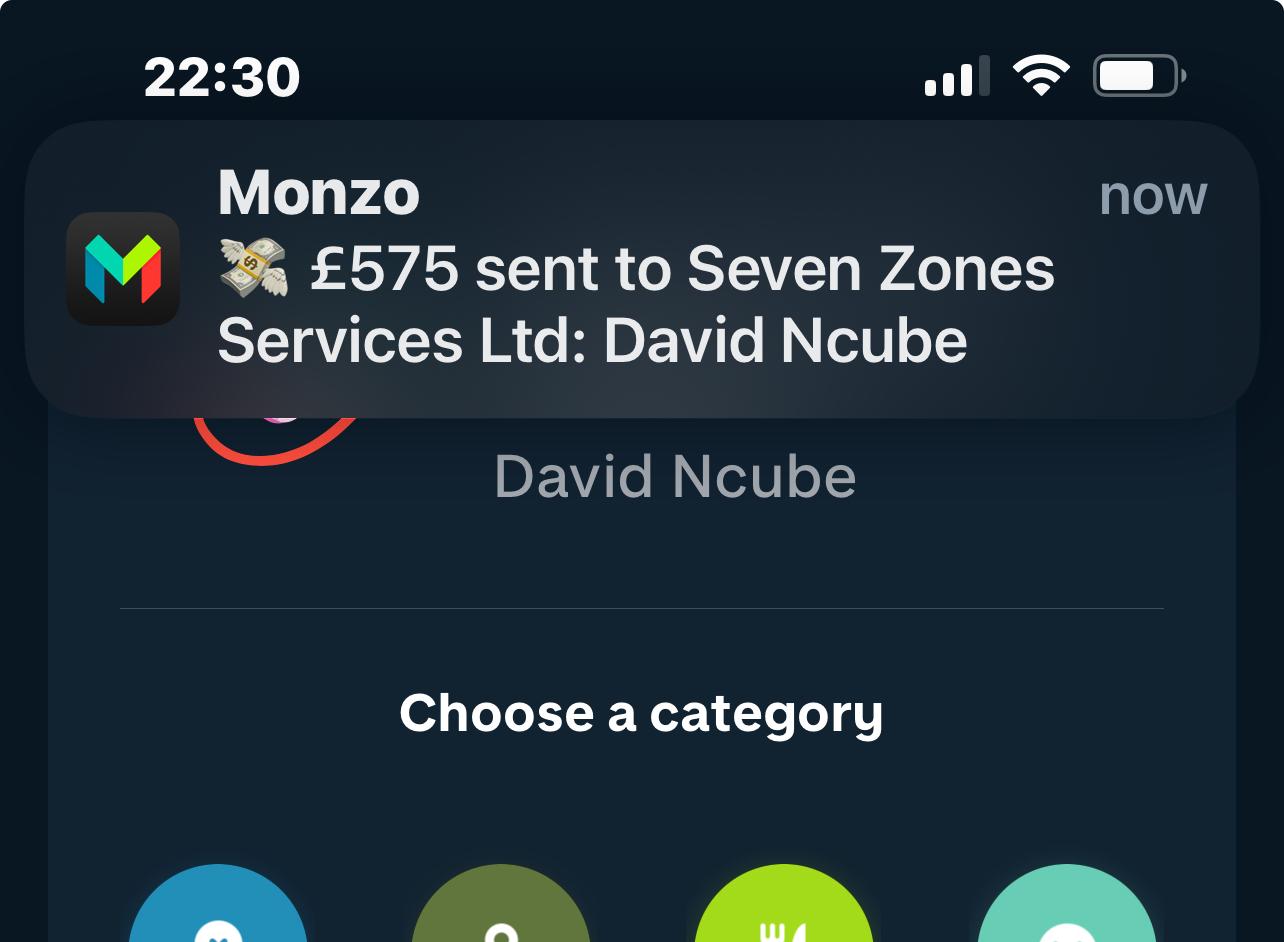 22:30
Monzo
now
💸 £575 sent to Seven Zones
Services Ltd: David Ncube
David Ncube
Choose a category